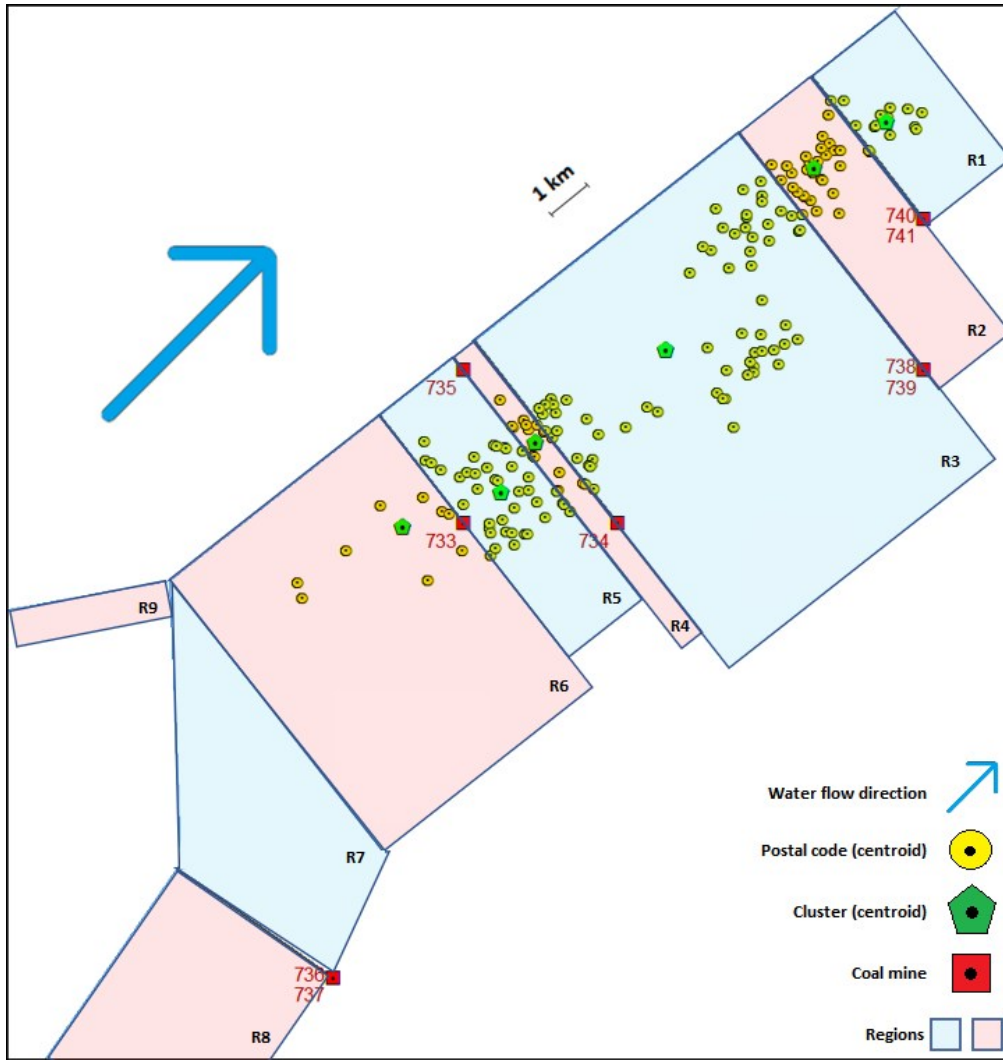 R1
1 km
740
741
R2
738
739
735
R3
733
734
R9
R5
R4
R6
Water flow direction
Postal code (centroid)
R7
Cluster (centroid)
736
737
Coal mine
R8
Regions